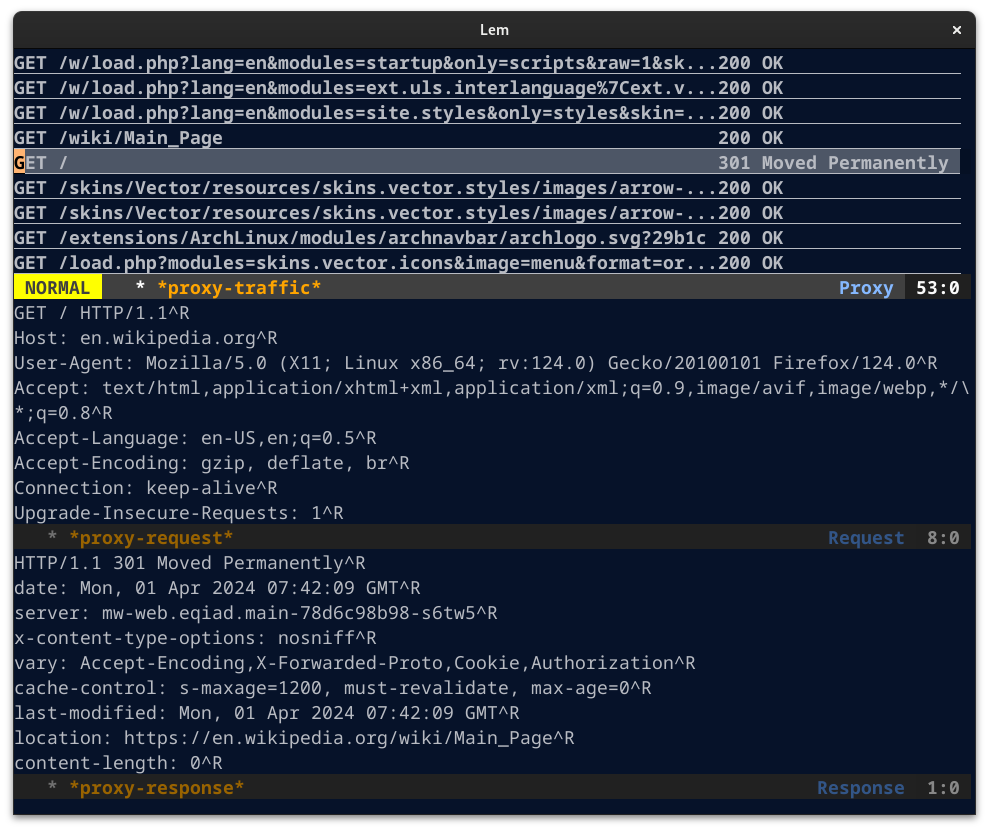 Lem ×
GET /w/load.php?lang=en&modules=startup&only=scripts&raw=1&sk...200 OK
GET /w/load.php?lang=en&modules=ext.uls.interlanguage%7Cext.v...200 OK
GET /w/load.php?lang=en&modules=site.styles&only=styles&skin=...200 OK
GET /wiki/Main_Page 200 OK
GET / 301 Moved Permanently
GET /skins/Vector/resources/skins.vector.styles/images/arrow-...200 OK
GET /skins/Vector/resources/skins.vector.styles/images/arrow-...200 OK
GET /extensions/ArchLinux/modules/archnavbar/archlogo.svg?29b1c 200 OK
GET /load.php?modules=skins.vector.icons&image=menu&format=or...200 OK
NORMAL * *proxy-traffic* Proxy 53:0
GET / HTTP/1.1^R
Host: en.wikipedia.org^R
User-Agent: Mozilla/5.0 (X11; Linux x86_64; rv:124.0) Gecko/20100101 Firefox/124.0^R
Accept: text/html,application/xhtml+xml,application/xml;q=0.9,image/avif,image/webp,*/\
*;q=0.8^R
Accept-Language: en-US,en;q=0.5^R
Accept-Encoding: gzip, deflate, br^R
Connection: keep-alive^R
Upgrade-Insecure-Requests: 1^R
* *proxy-request* Request 8:0
HTTP/1.1 301 Moved Permanently^R
date: Mon, 01 Apr 2024 07:42:09 GMT^R
server: mw-web.eqiad.main-78d6c98b98-s6tw5^R
x-content-type-options: nosniff^R
vary: Accept-Encoding,X-Forwarded-Proto,Cookie,Authorization^R
cache-control: s-maxage=1200, must-revalidate, max-age=0^R
last-modified: Mon, 01 Apr 2024 07:42:09 GMT^R
location: https://en.wikipedia.org/wiki/Main_Page^R
content-length: 0^R
* *proxy-response* Response 1:0